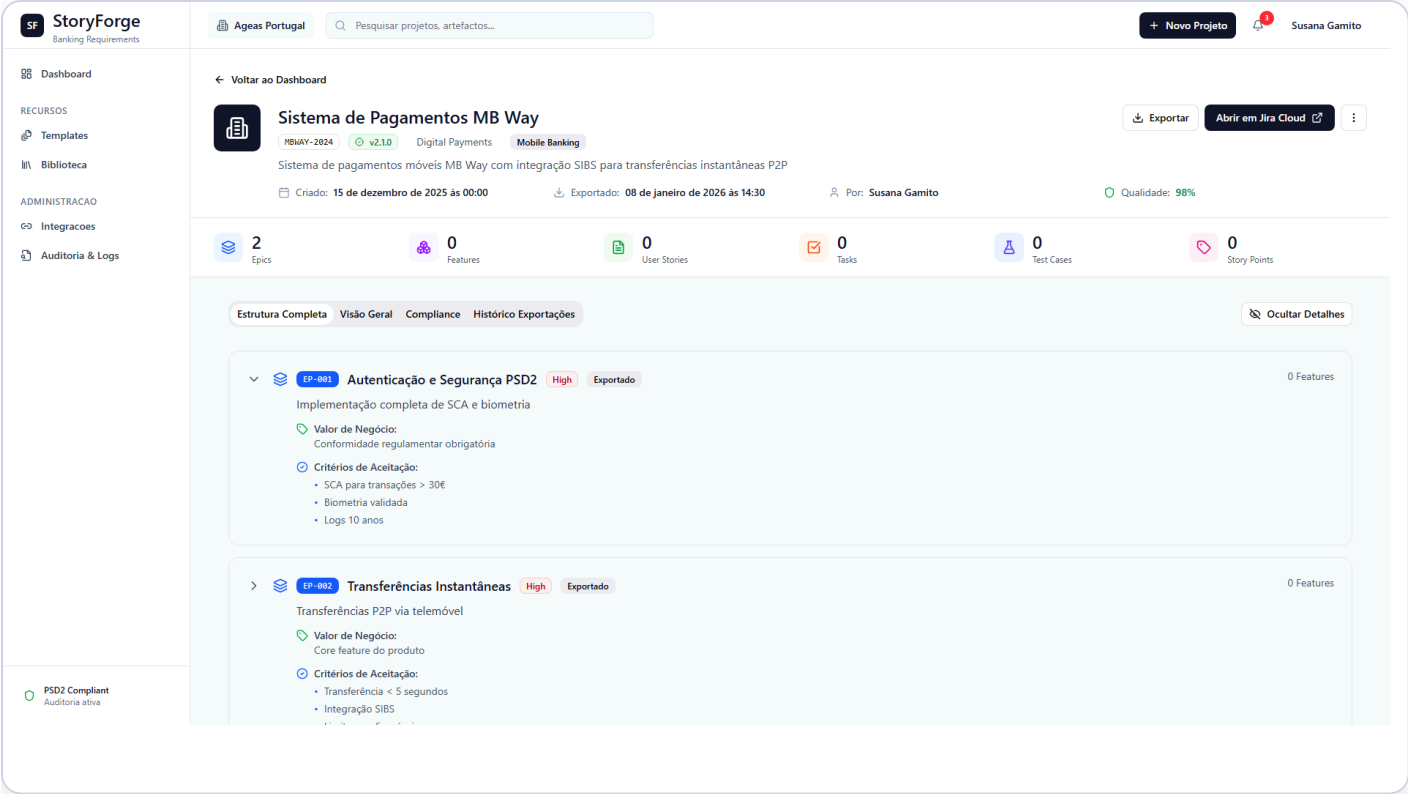 SF
StoryForge
Banking Requirements
Ageas Portugal
Pesquisar projetos, artefactos...
Novo Projeto
3
Susana Gamito
Dashboard
RECURSOS
Templates
Biblioteca
ADMINISTRACAO
Integracoes
Auditoria & Logs
PSD2 Compliant
Auditoria ativa
Voltar ao Dashboard
Sistema de Pagamentos MB Way
MBWAY-2024 v2.1.0 Digital Payments Mobile Banking
Sistema de pagamentos móveis MB Way com integração SIBS para transferências instantâneas P2P
Criado: 15 de dezembro de 2025 às 00:00 Exportado: 08 de janeiro de 2026 às 14:30 Por: Susana Gamito Qualidade: 98%
Exportar
Abrir em Jira Cloud
2
Epics
0
Features
0
User Stories
0
Tasks
0
Test Cases
0
Story Points
Estrutura Completa Visão Geral Compliance Histórico Exportações
Ocultar Detalhes
EP-001 Autenticação e Segurança PSD2 High Exportado
0 Features
Implementação completa de SCA e biometria
Valor de Negócio:
Conformidade regulamentar obrigatória
Critérios de Aceitação:
• SCA para transações > 30€
• Biometria validada
• Logs 10 anos
EP-002 Transferências Instantâneas High Exportado
0 Features
Transferências P2P via telemóvel
Valor de Negócio:
Core feature do produto
Critérios de Aceitação:
• Transferência < 5 segundos
• Integração SIBS